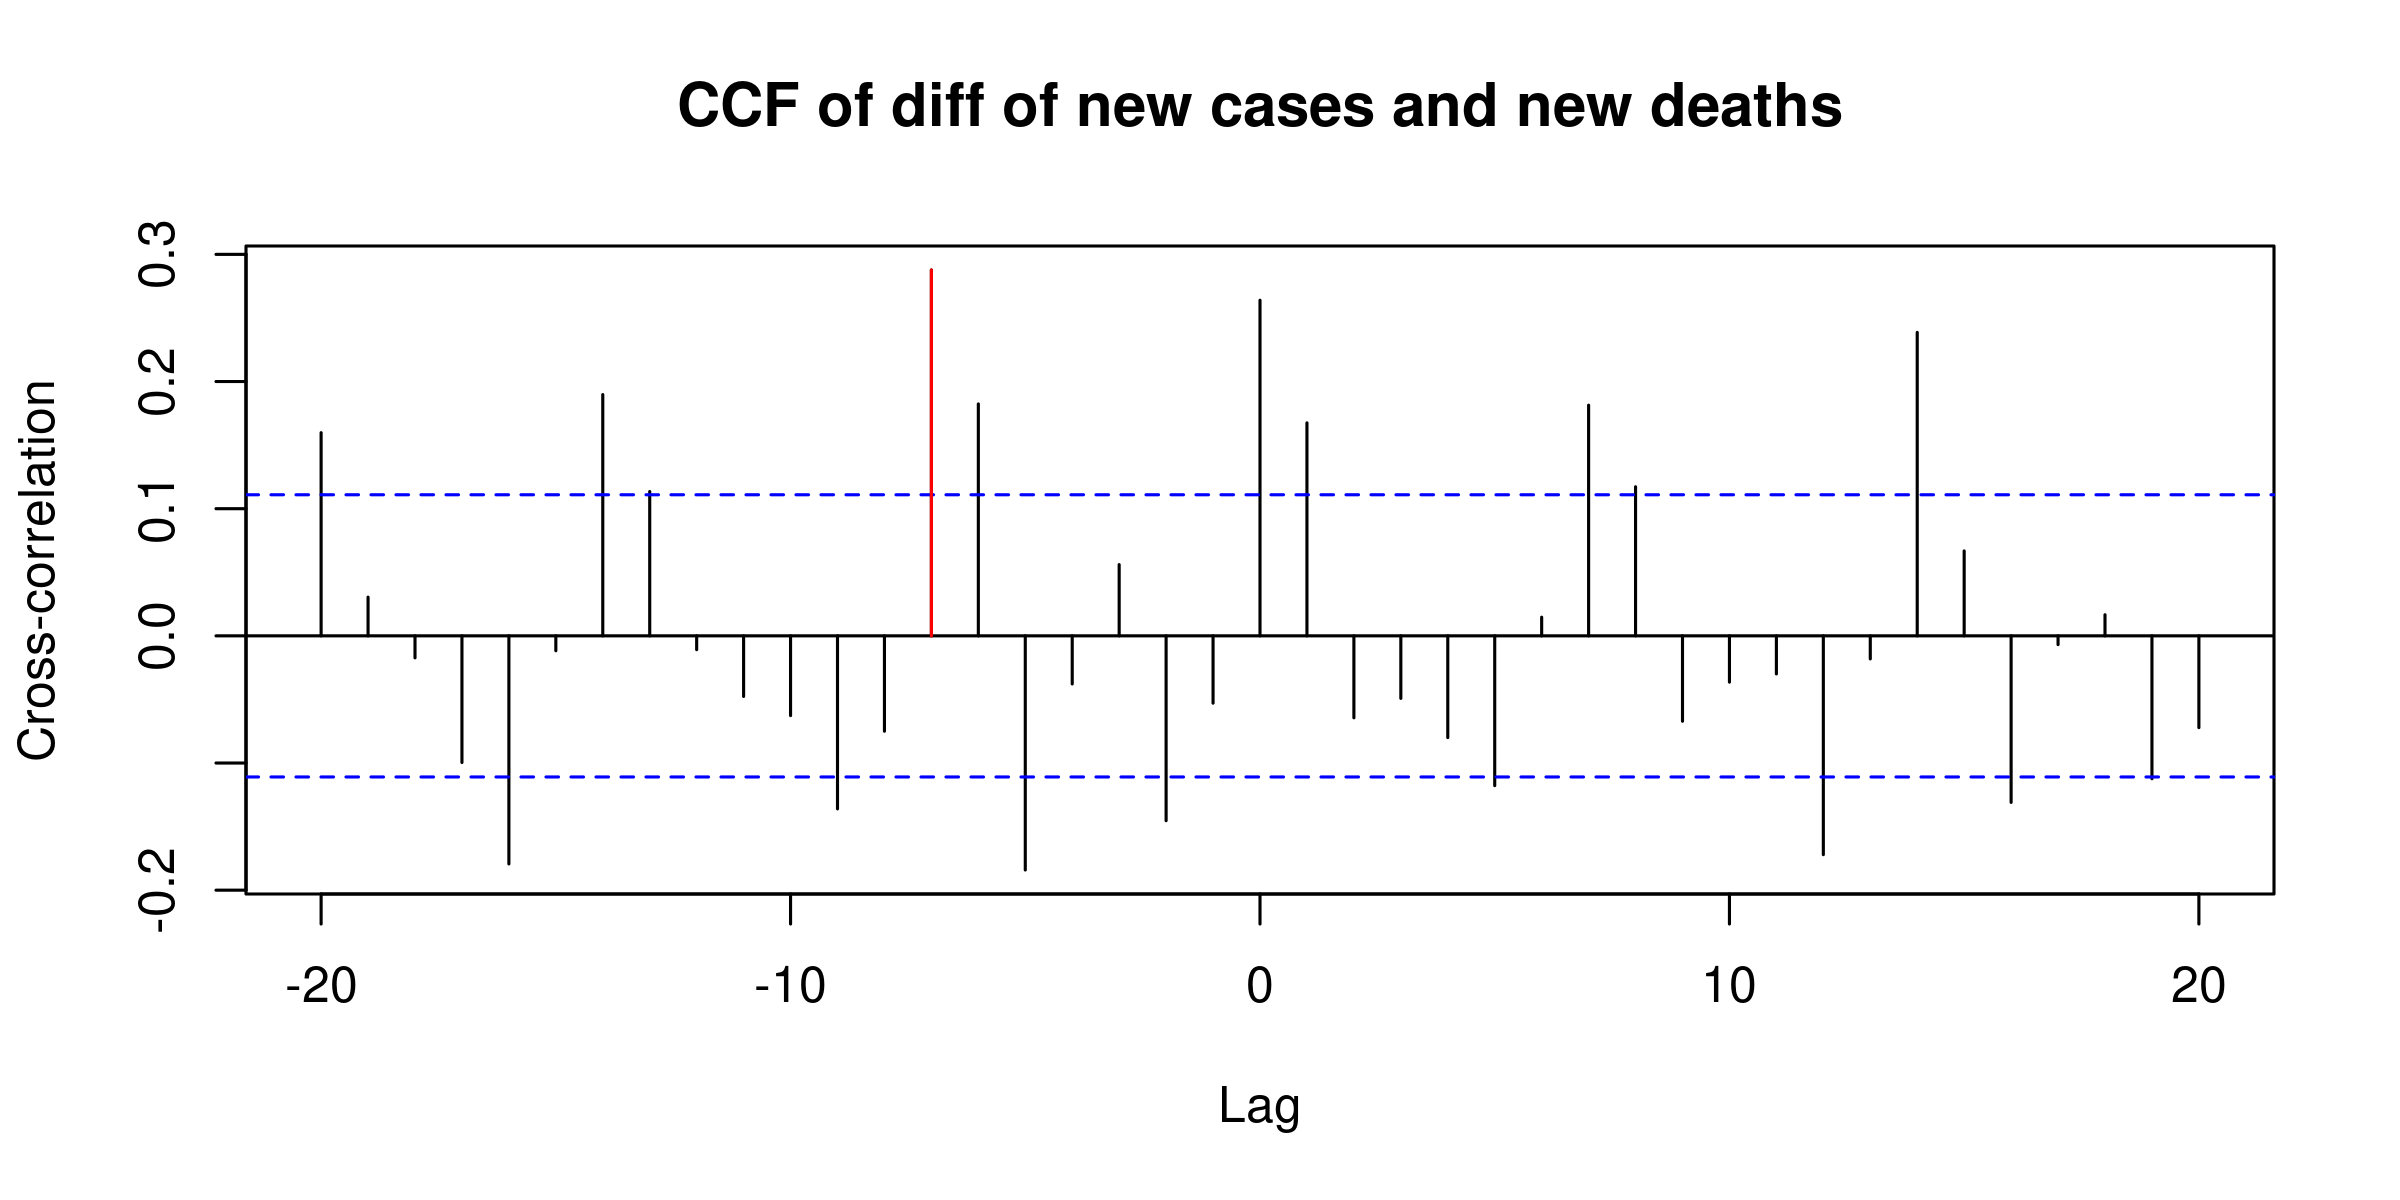 CCF of diff of new cases and new deaths
Cross-correlation
0.3
0.2
0.1
0.0
-0.2
-20 -10 0 10 20
Lag